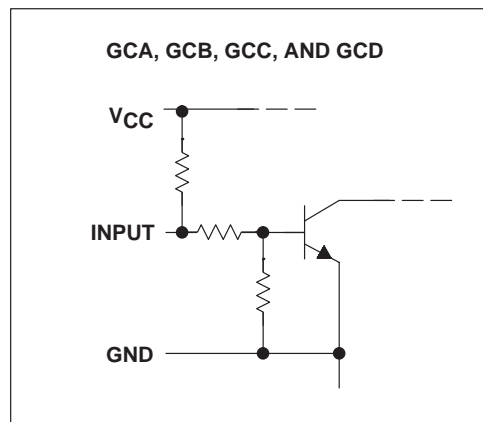 GCA, GCB, GCC, AND GCD
VCC
INPUT
GND